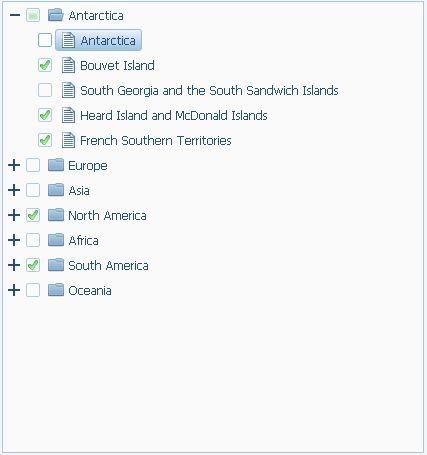 Antarctica
Antarctica
Bouvet Island
South Georgia and the South Sandwich Islands
Heard Island and McDonald Islands
French Southern Territories
Europe
Asia
North America
Africa
South America
Oceania